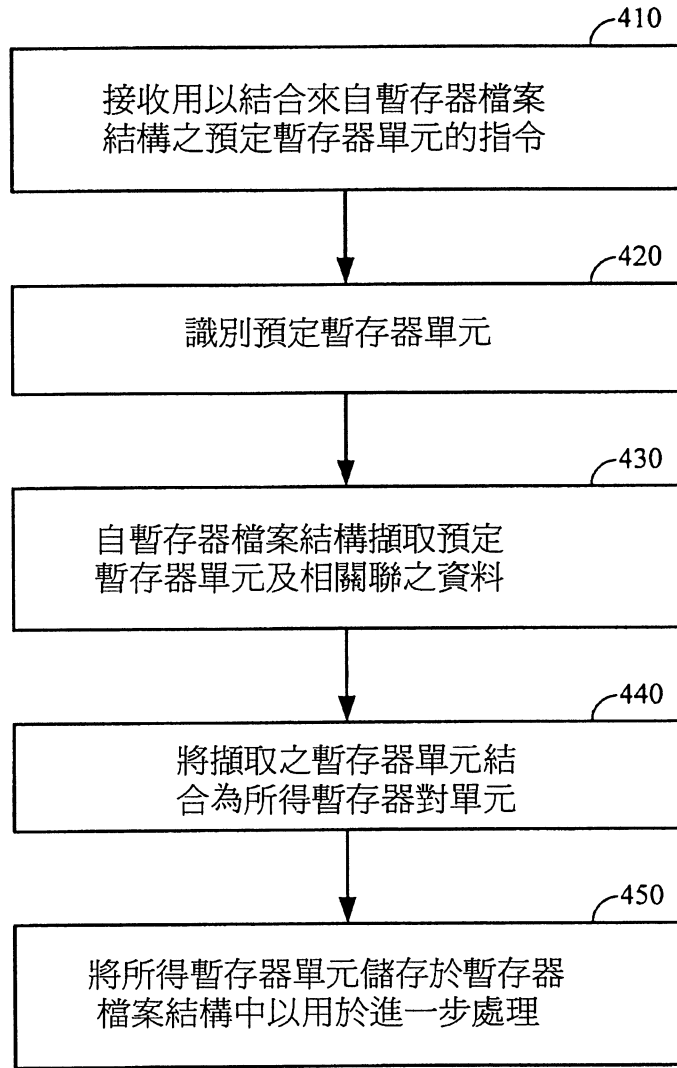 410
接收用以結合來自暫存器檔案
結構之預定暫存器單元的指令
420
識別預定暫存器單元
430
自暫存器檔案結構擷取預定
暫存器單元及相關聯之資料
440
將擷取之暫存器單元結
合為所得暫存器對單元
450
將所得暫存器單元儲存於暫存器
檔案結構中以用於進一步處理